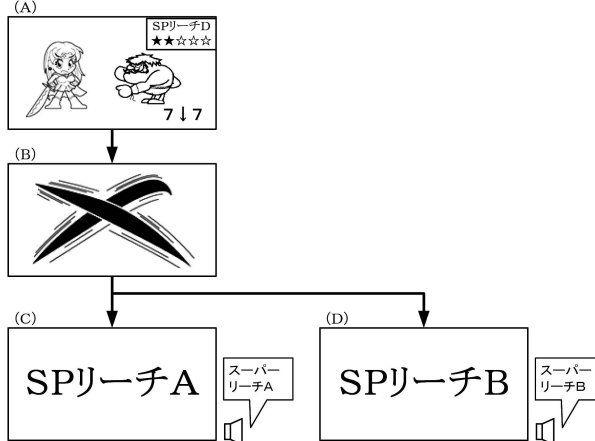 (A)
SPリーチD
★★☆☆☆
7↓7
(B)
(C)
SPリーチA
スーパー
リーチA
(D)
SPリーチB
スーパー
リーチB